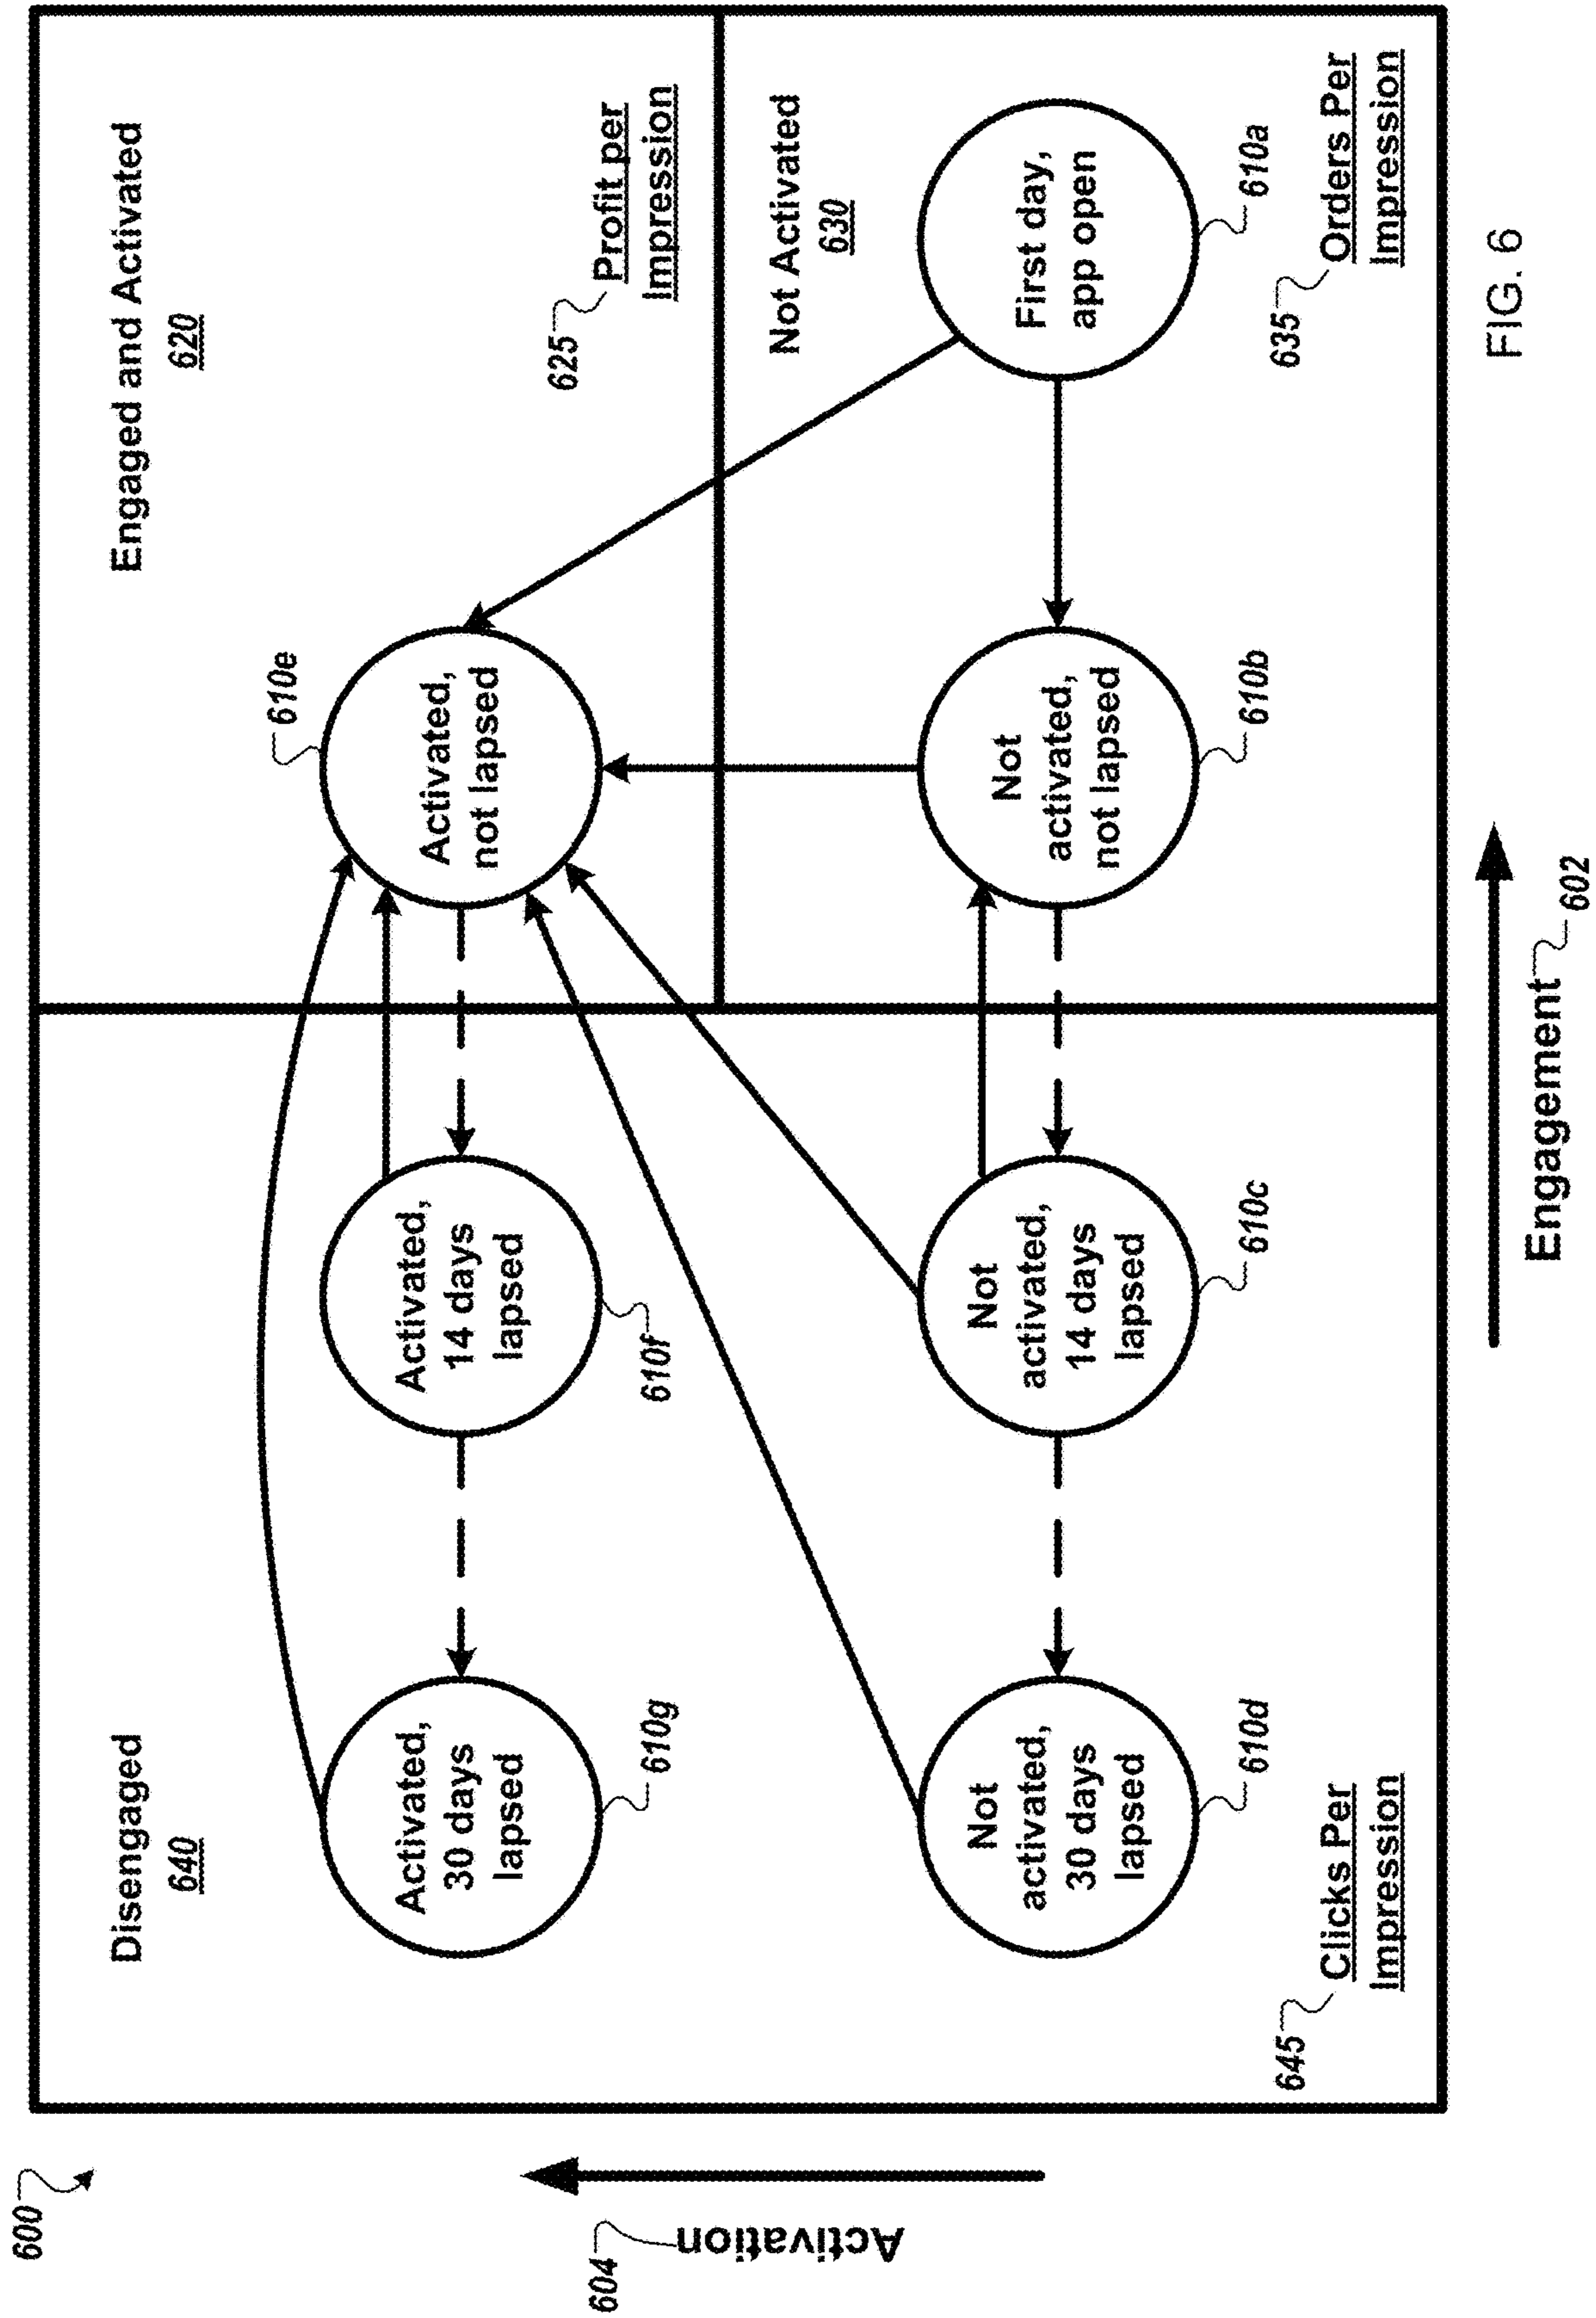 600
Disengaged
640
Engaged and Activated
620
610e
Activated,
30 days
lapsed
610g
Activated,
14 days
lapsed
610f
Activated,
not lapsed
625
Profit per
Impression
Not Activated
630
Not
activated,
30 days
lapsed
610d
Not
activated,
14 days
lapsed
610c
Not
activated,
not lapsed
610b
First day,
app open
610a
645
Clicks Per
Impression
635
Orders Per
Impression
604
Activation
Engagement
602
FIG. 6